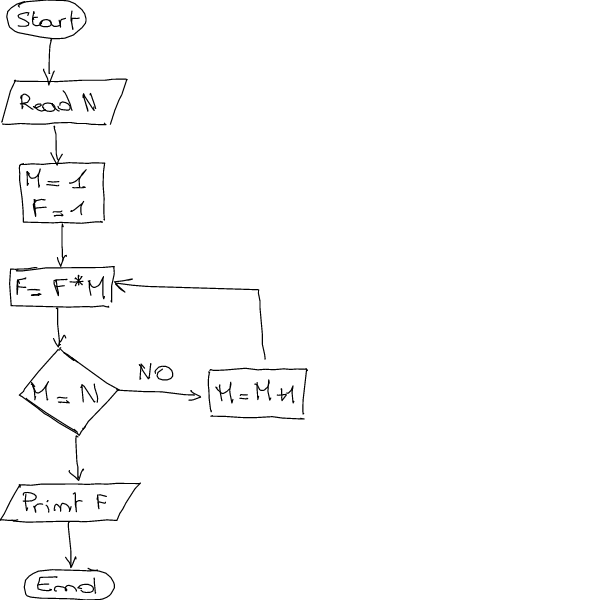 Start
Read N
M = 1
F = 1
F = F * M
M = N
NO
M = M + 1
Print F
End